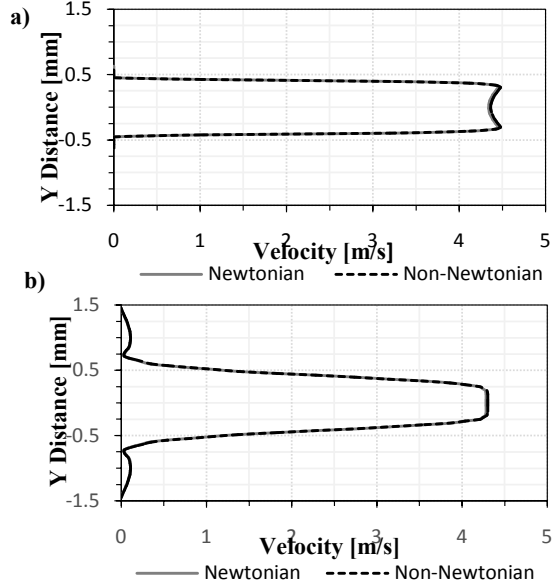 a)
1.5
0.5
-0.5
-1.5
Y Distance [mm]
0 1 2 3 4 5
Velocity [m/s]
Newtonian Non-Newtonian
b)
1.5
0.5
-0.5
-1.5
Y Distance [mm]
0 1 2 3 4 5
Velocity [m/s]
Newtonian Non-Newtonian